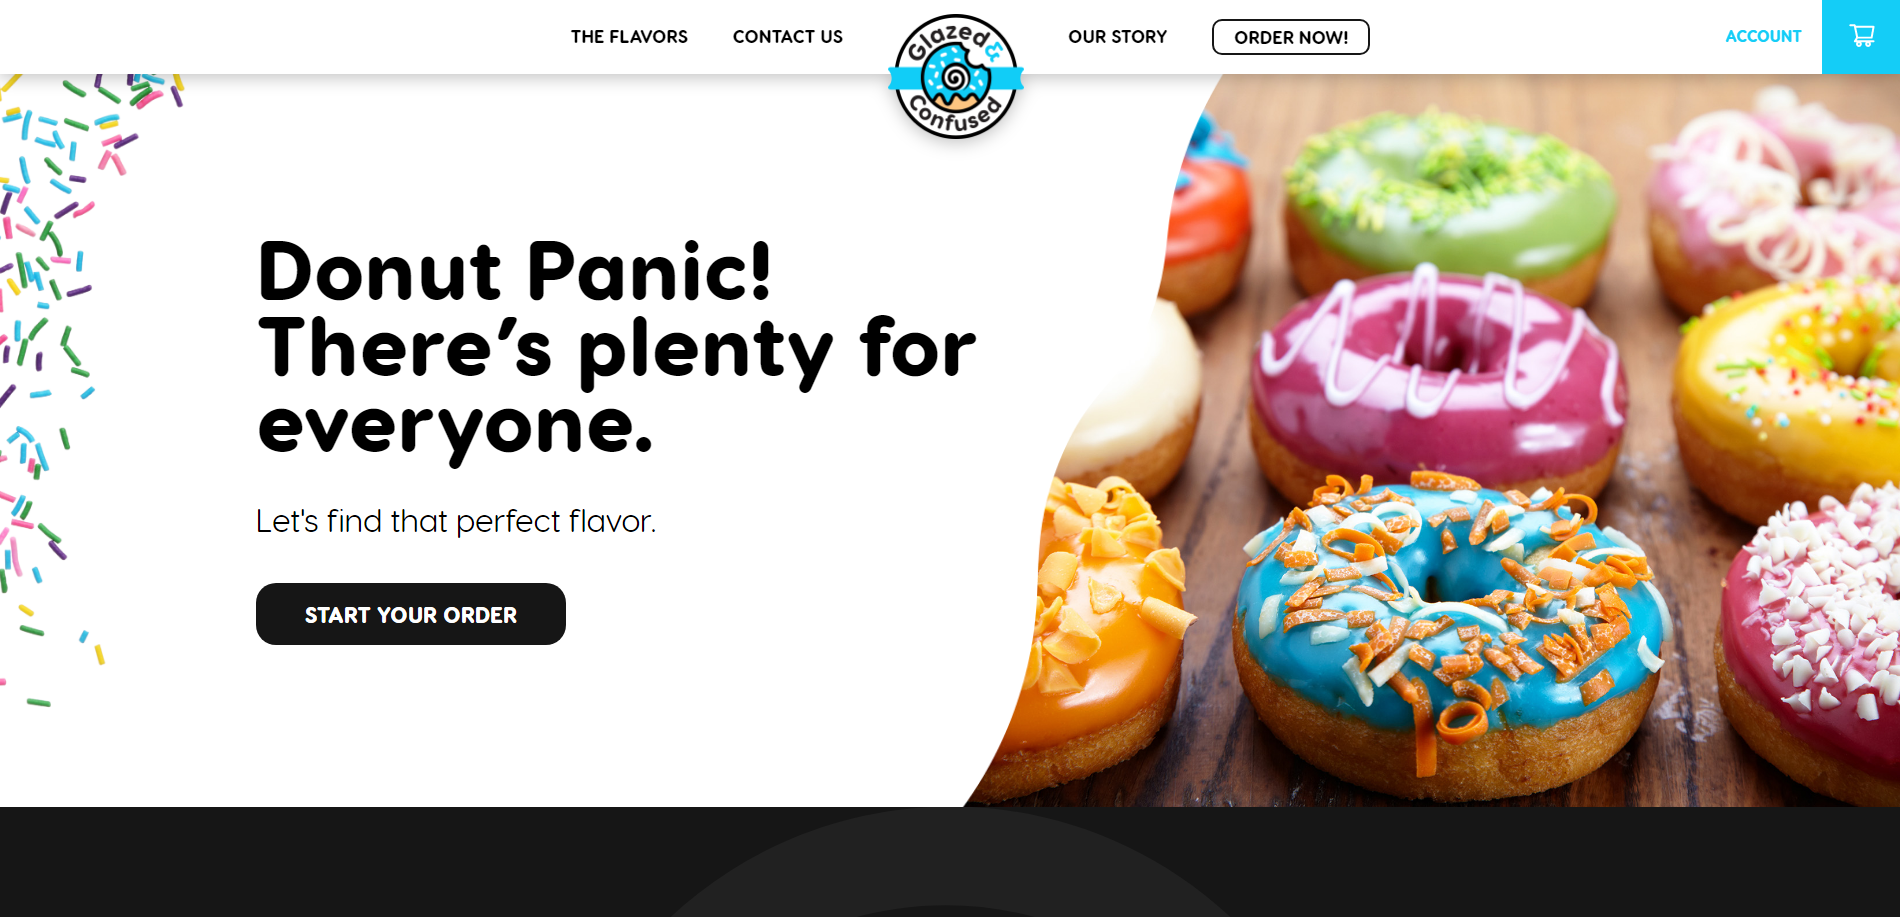 THE FLAVORS
CONTACT US
Glazed &
Confused
OUR STORY
ORDER NOW!
ACCOUNT
Donut Panic!
There’s plenty for
everyone.
Let's find that perfect flavor.
START YOUR ORDER